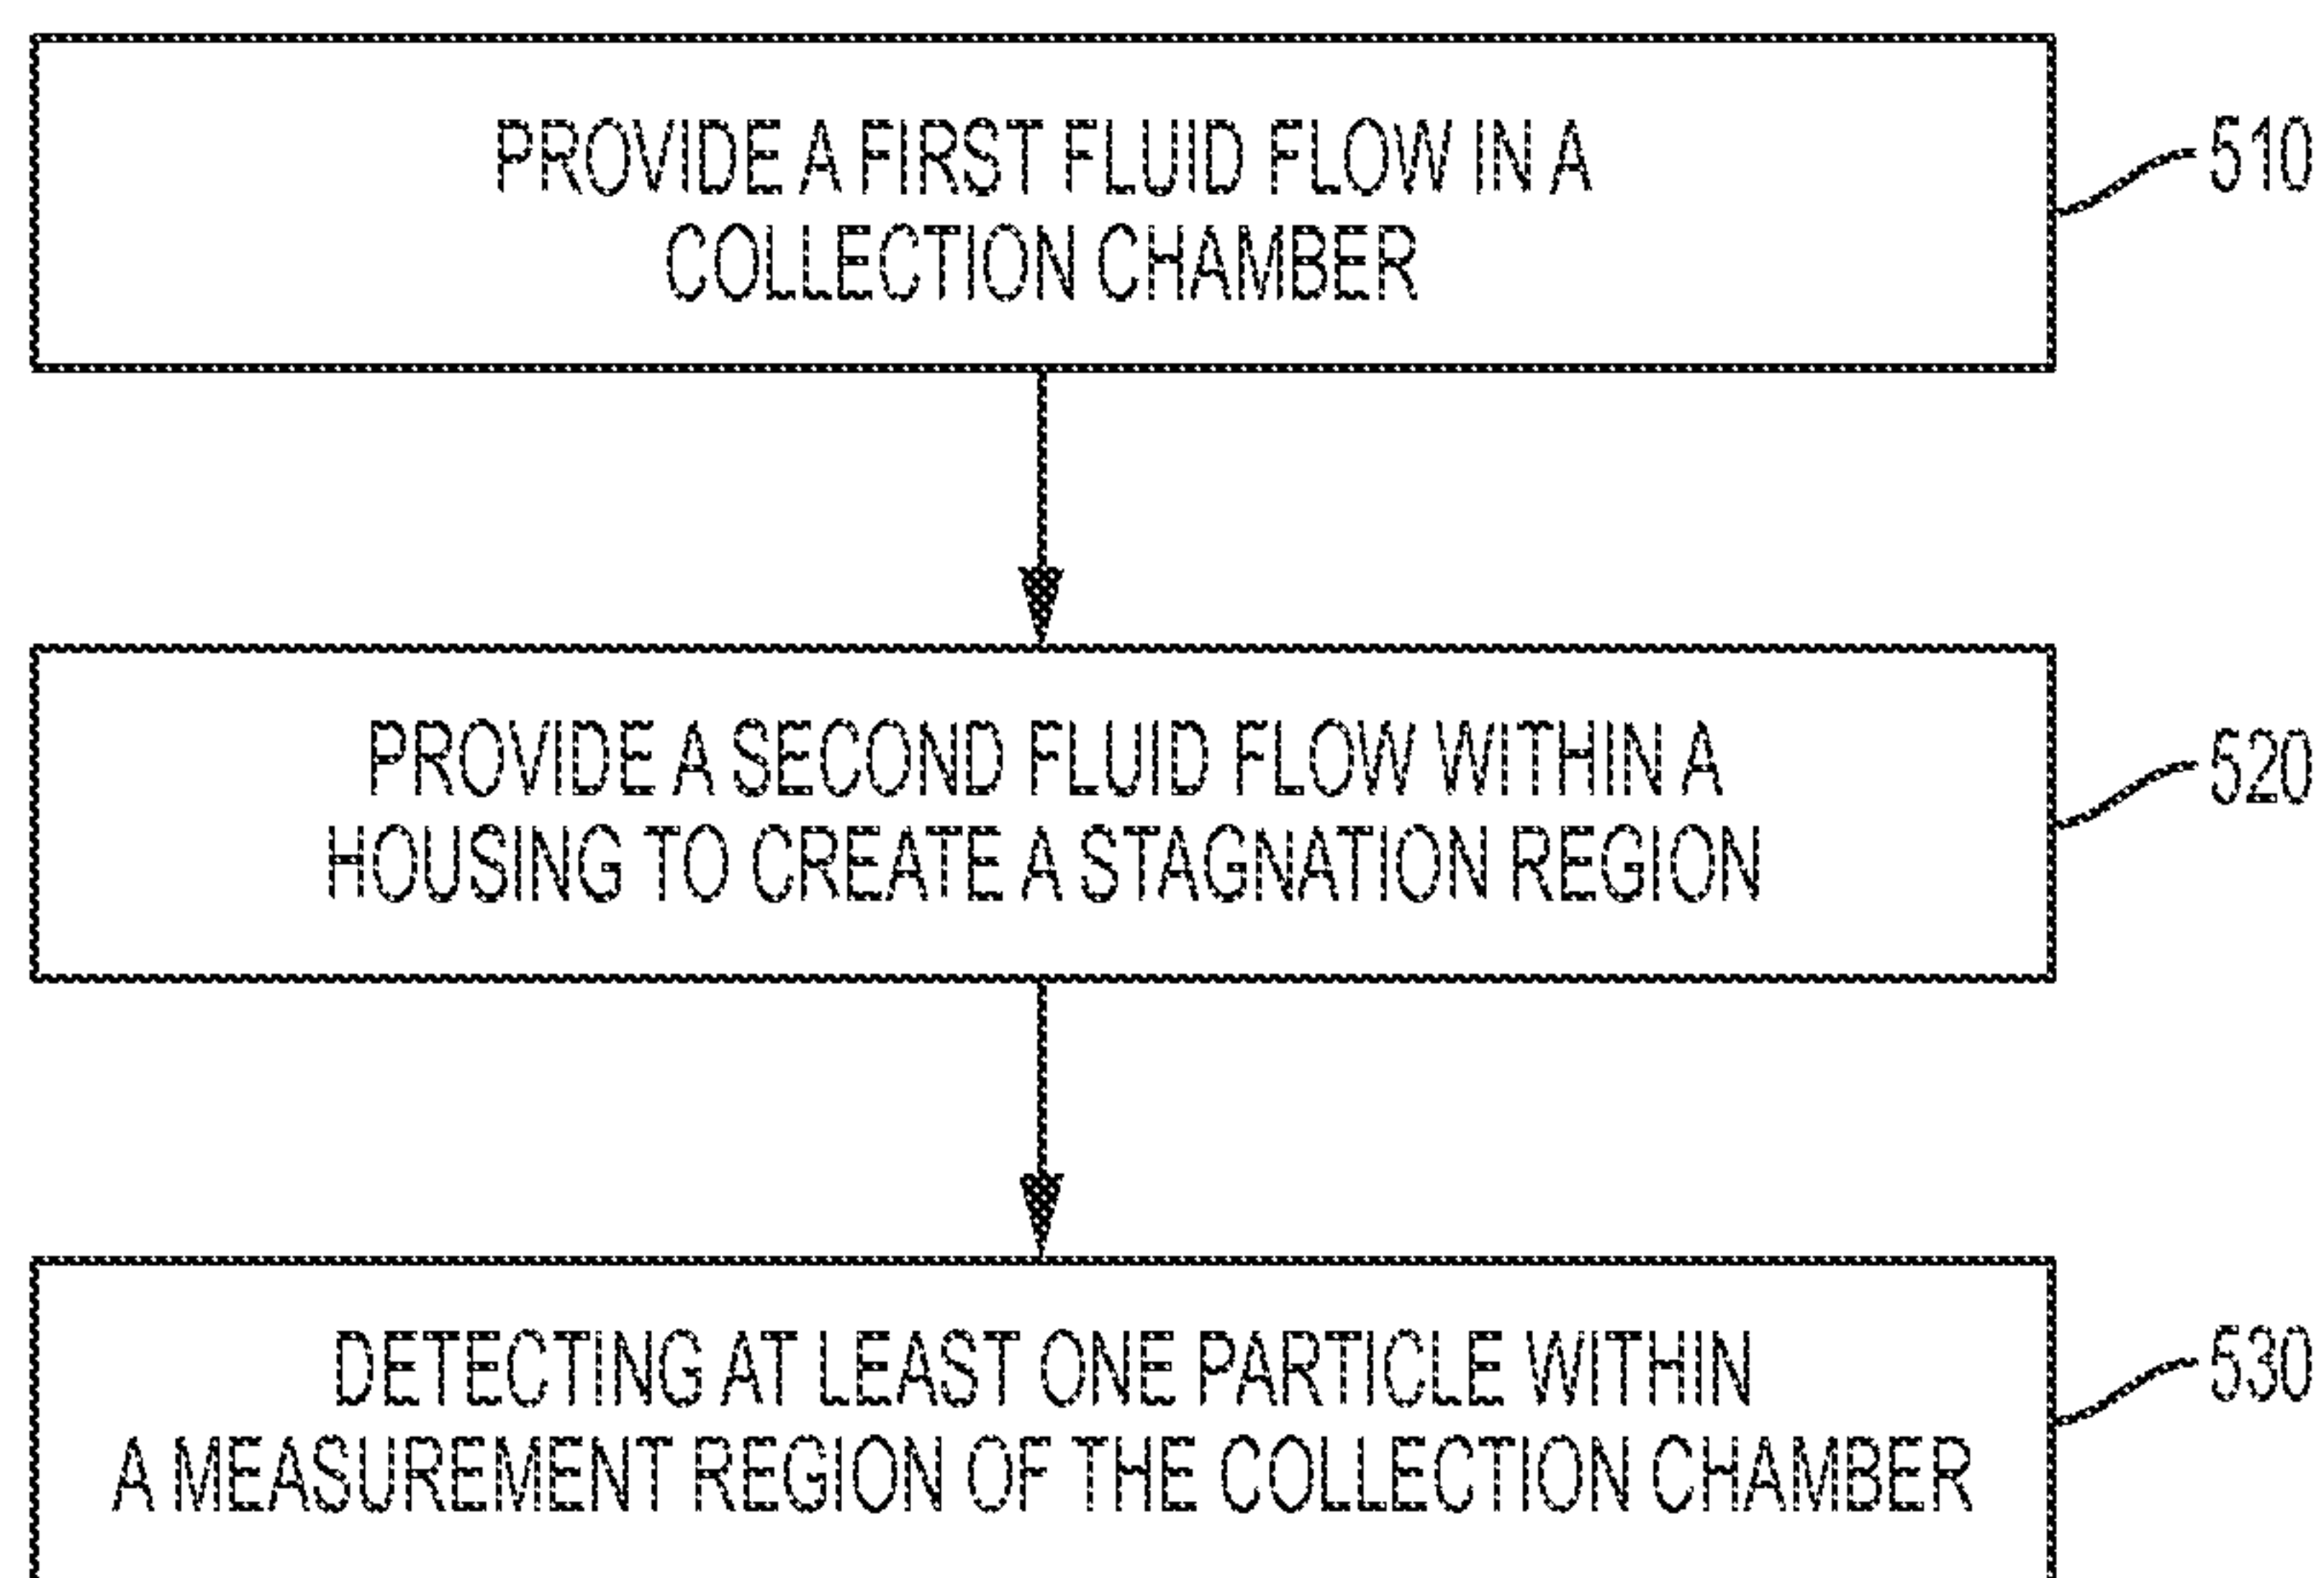 PROVIDE A FIRST FLUID FLOW IN A
COLLECTION CHAMBER
510
PROVIDE A SECOND FLUID FLOW WITHIN A
HOUSING TO CREATE A STAGNATION REGION
520
DETECTING AT LEAST ONE PARTICLE WITHIN
A MEASUREMENT REGION OF THE COLLECTION CHAMBER
530